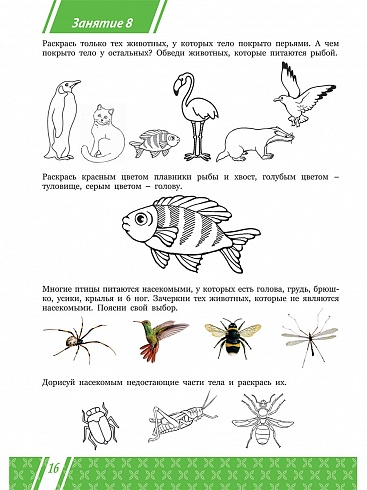 Занятие 8
Раскрась только тех животных, у которых тело покрыто перьями. А чем
покрыто тело у остальных? Обведи животных, которые питаются рыбой.
Раскрась красным цветом плавники рыбы и хвост, голубым цветом –
туловище, серым цветом – голову.
Многие птицы питаются насекомыми, у которых есть голова, грудь, брюш-
ко, усики, крылья и 6 ног. Зачеркни тех животных, которые не являются
насекомыми. Поясни свой выбор.
Дорисуй насекомым недостающие части тела и раскрась их.
16